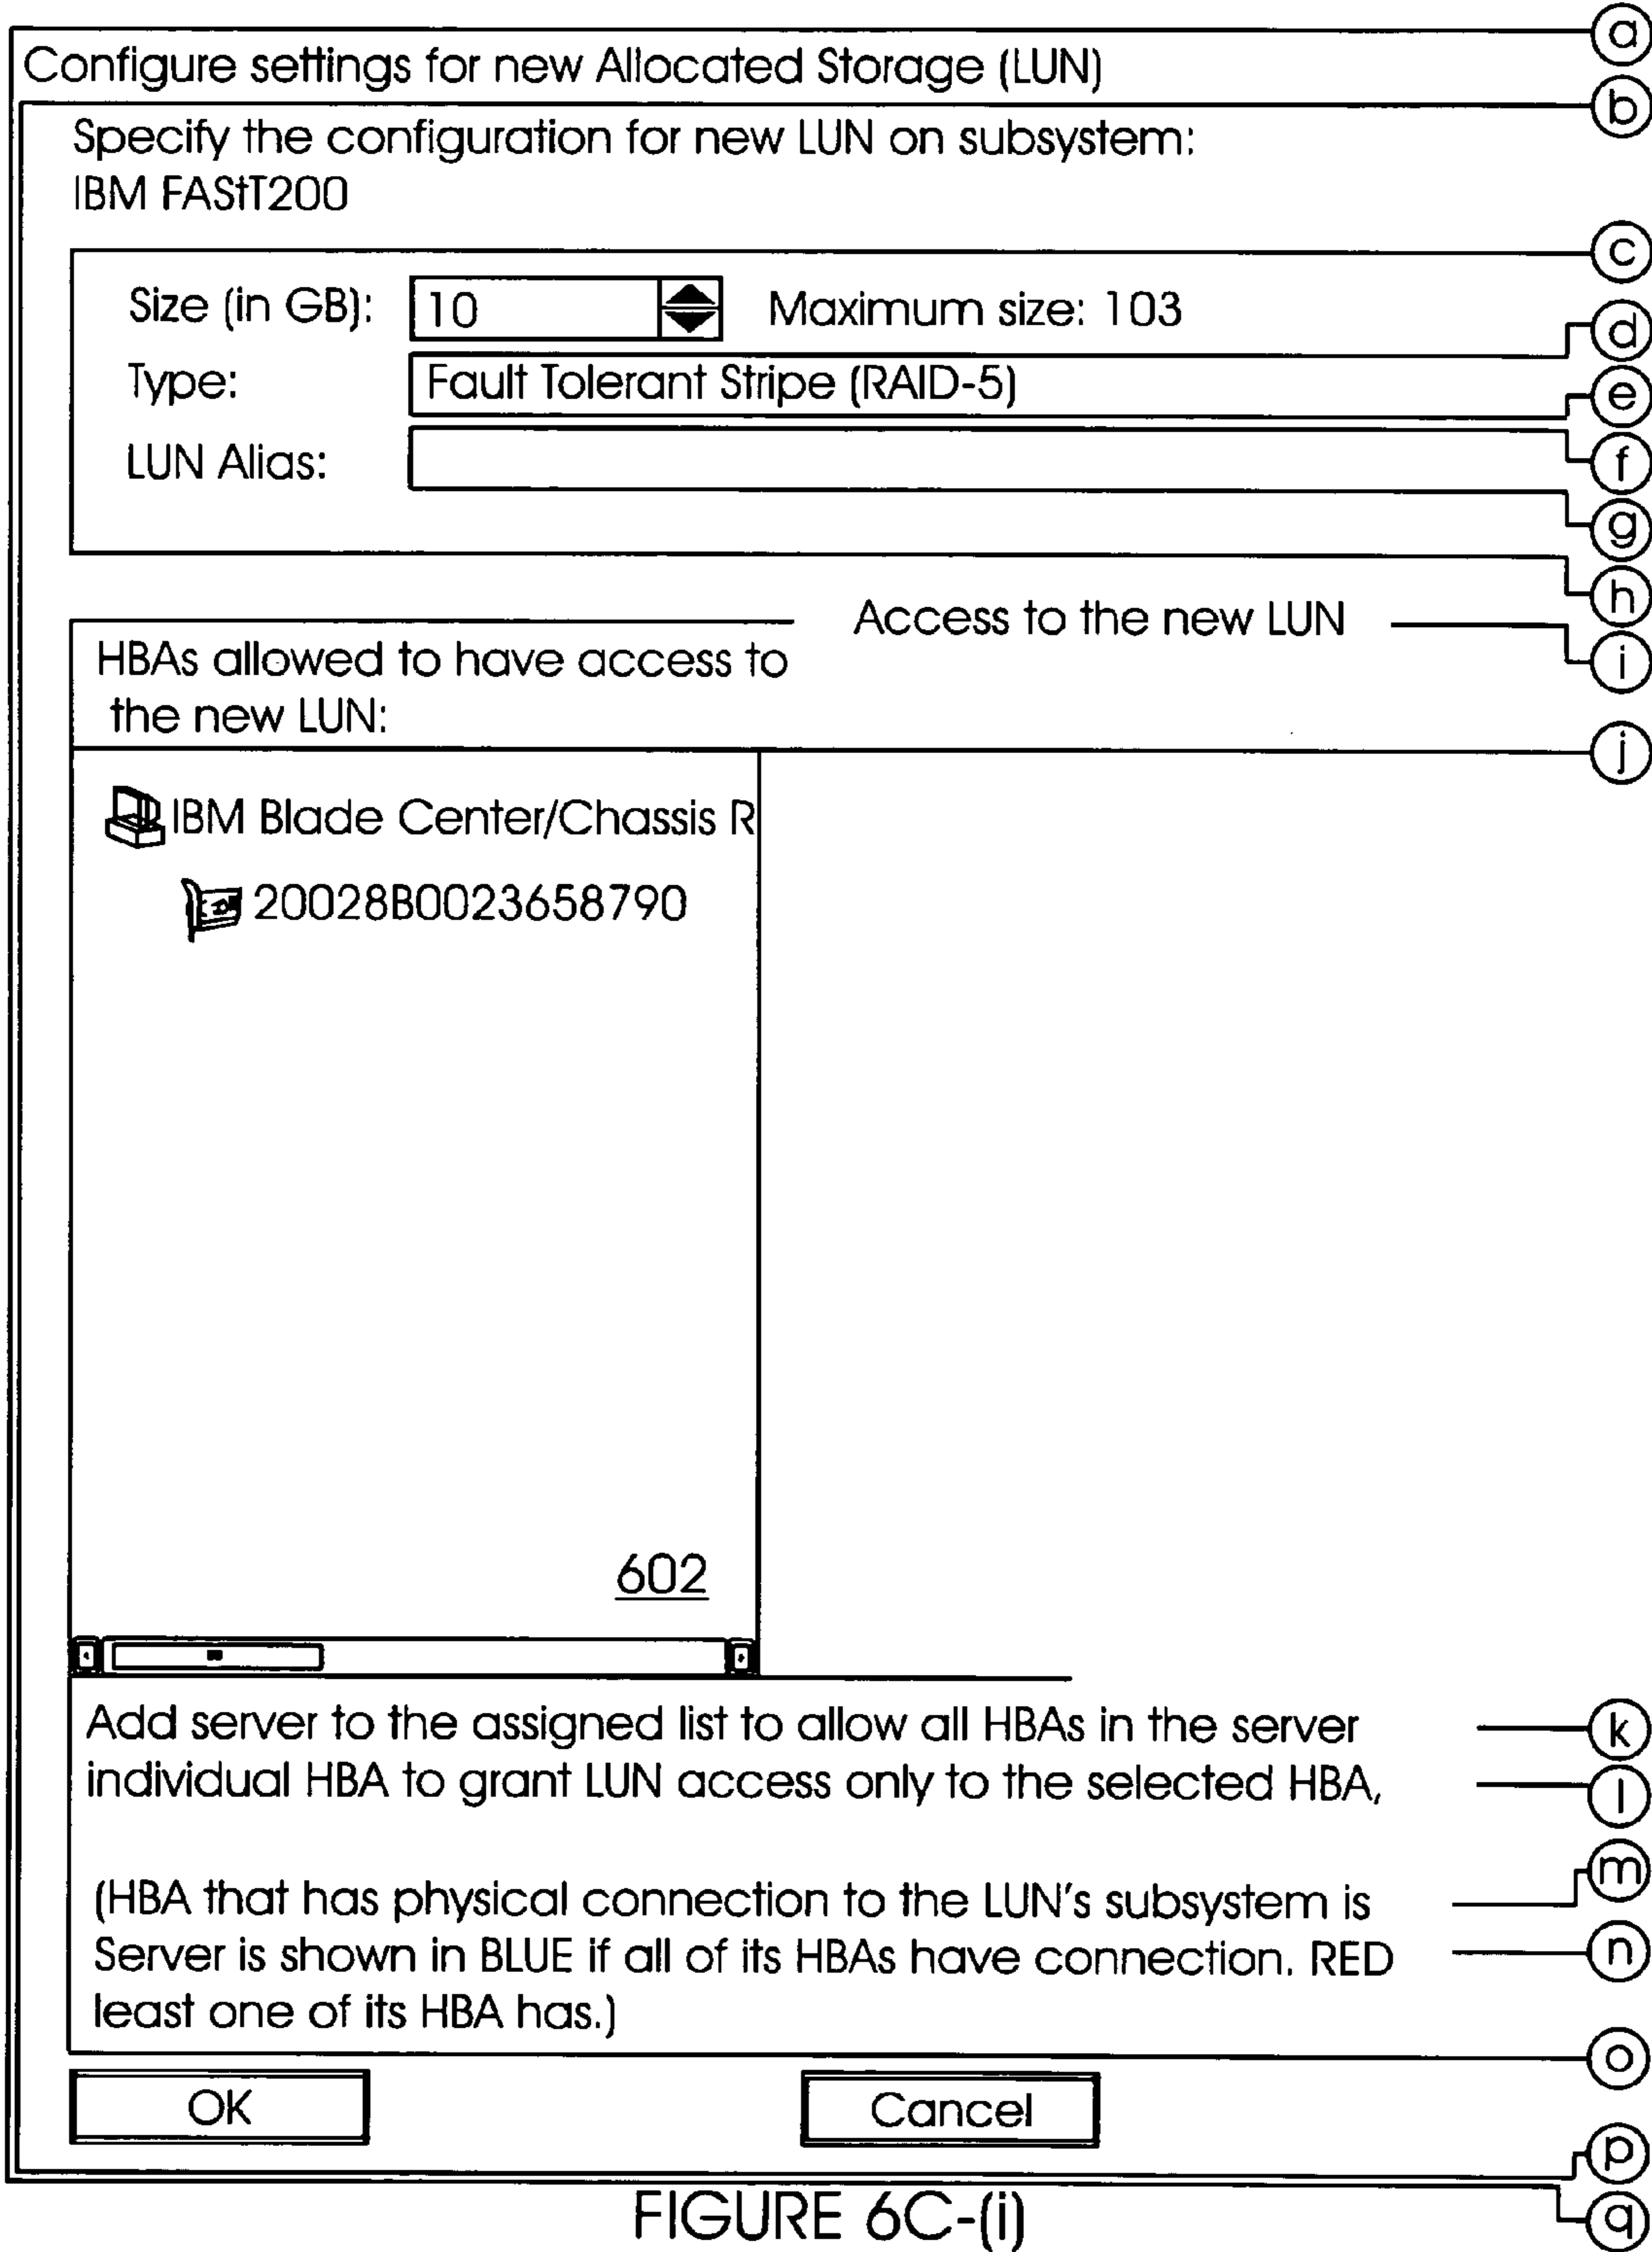 a
Configure settings for new Allocated Storage (LUN)
b
Specify the configuration for new LUN on subsystem:
IBM FAStT200
c
Size (in GB): 10 Maximum size: 103
d
Type: Fault Tolerant Stripe (RAID-5)
e
f
LUN Alias:
g
h
Access to the new LUN
i
HBAs allowed to have access to
the new LUN:
j
IBM Blade Center/Chassis R
20028B0023658790
602
Add server to the assigned list to allow all HBAs in the server k
individual HBA to grant LUN access only to the selected HBA, l
m
(HBA that has physical connection to the LUN's subsystem is
Server is shown in BLUE if all of its HBAs have connection. RED n
least one of its HBA has.)
o
OK Cancel
p
q
FIGURE 6C-(i)